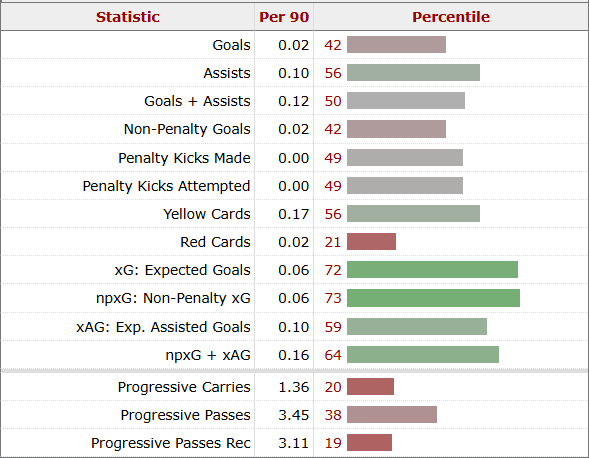 Statistic Per 90 Percentile
Goals 0.02 42
Assists 0.10 56
Goals + Assists 0.12 50
Non-Penalty Goals 0.02 42
Penalty Kicks Made 0.00 49
Penalty Kicks Attempted 0.00 49
Yellow Cards 0.17 56
Red Cards 0.02 21
xG: Expected Goals 0.06 72
npxG: Non-Penalty xG 0.06 73
xAG: Exp. Assisted Goals 0.10 59
npxG + xAG 0.16 64
Progressive Carries 1.36 20
Progressive Passes 3.45 38
Progressive Passes Rec 3.11 19